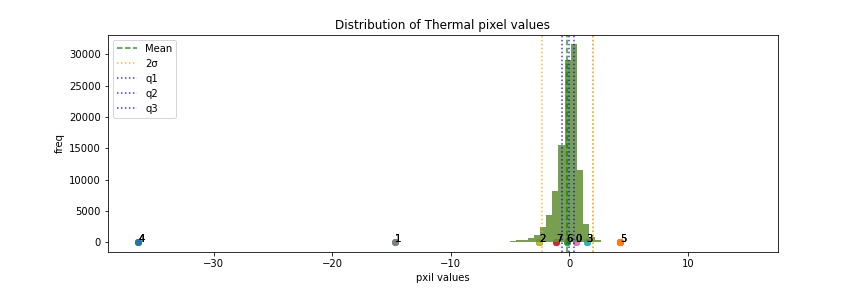 Distribution of Thermal pixel values
Mean
2σ
q1
q2
q3
freq
30000
25000
20000
15000
10000
5000
0
4
1
2
7
6
0
3
5
−30
−20
−10
0
10
pxil values